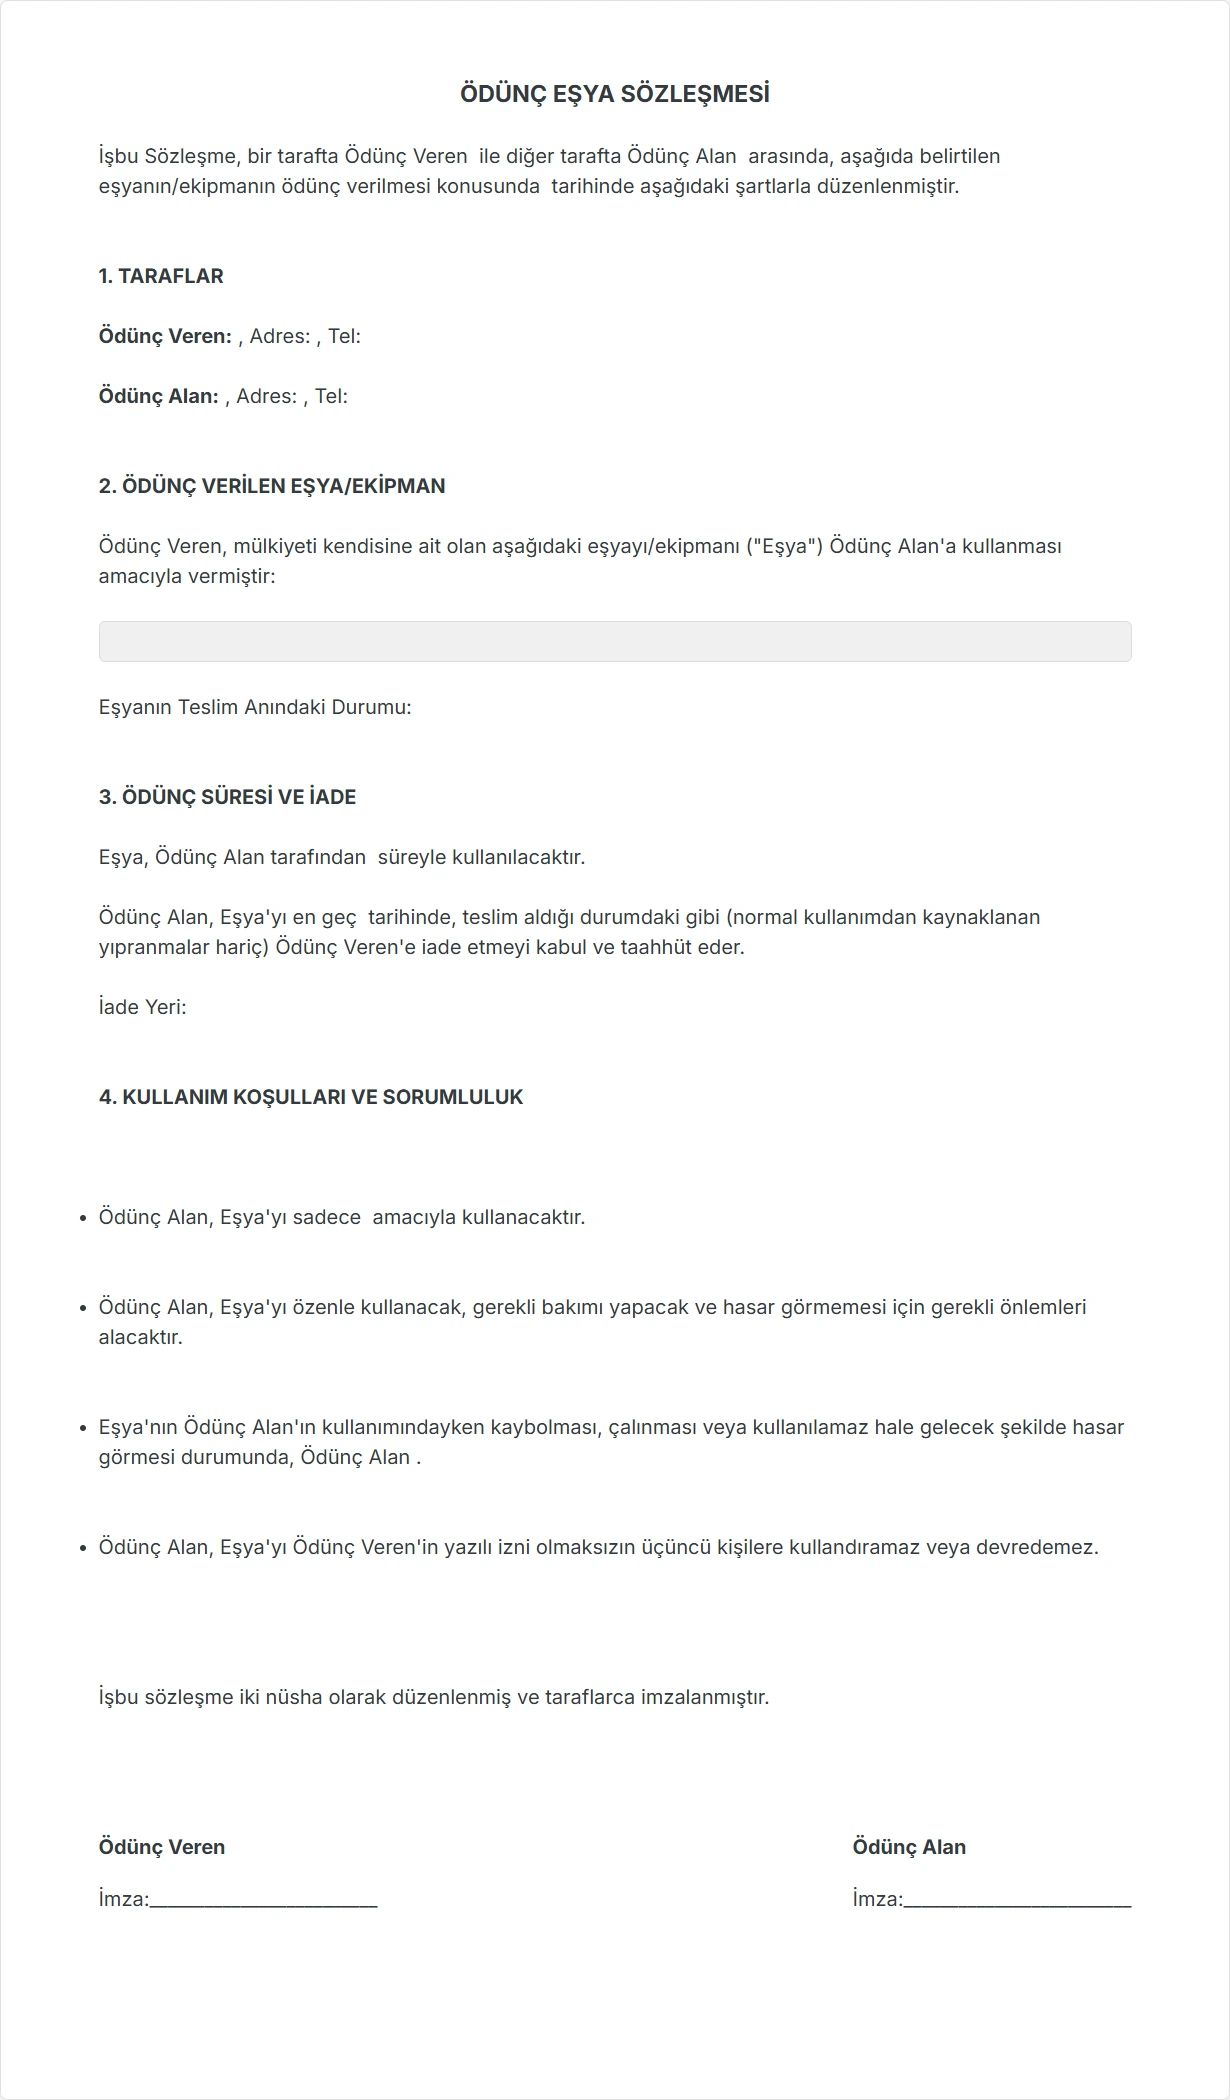 ÖDÜNÇ EŞYA SÖZLEŞMESİ
İşbu Sözleşme, bir tarafta Ödünç Veren  ile diğer tarafta Ödünç Alan  arasında, aşağıda belirtilen
eşyanın/ekipmanın ödünç verilmesi konusunda  tarihinde aşağıdaki şartlarla düzenlenmiştir.
1. TARAFLAR
Ödünç Veren: , Adres: , Tel:
Ödünç Alan: , Adres: , Tel:
2. ÖDÜNÇ VERİLEN EŞYA/EKİPMAN
Ödünç Veren, mülkiyeti kendisine ait olan aşağıdaki eşyayı/ekipmanı ("Eşya") Ödünç Alan'a kullanması
amacıyla vermiştir:
Eşyanın Teslim Anındaki Durumu:
3. ÖDÜNÇ SÜRESİ VE İADE
Eşya, Ödünç Alan tarafından  süreyle kullanılacaktır.
Ödünç Alan, Eşya'yı en geç  tarihinde, teslim aldığı durumdaki gibi (normal kullanımdan kaynaklanan
yıpranmalar hariç) Ödünç Veren'e iade etmeyi kabul ve taahhüt eder.
İade Yeri:
4. KULLANIM KOŞULLARI VE SORUMLULUK
• Ödünç Alan, Eşya'yı sadece  amacıyla kullanacaktır.
• Ödünç Alan, Eşya'yı özenle kullanacak, gerekli bakımı yapacak ve hasar görmemesi için gerekli önlemleri
alacaktır.
• Eşya'nın Ödünç Alan'ın kullanımındayken kaybolması, çalınması veya kullanılamaz hale gelecek şekilde hasar
görmesi durumunda, Ödünç Alan .
• Ödünç Alan, Eşya'yı Ödünç Veren'in yazılı izni olmaksızın üçüncü kişilere kullandıramaz veya devredemez.
İşbu sözleşme iki nüsha olarak düzenlenmiş ve taraflarca imzalanmıştır.
Ödünç Veren
İmza:_________________________
Ödünç Alan
İmza:_________________________